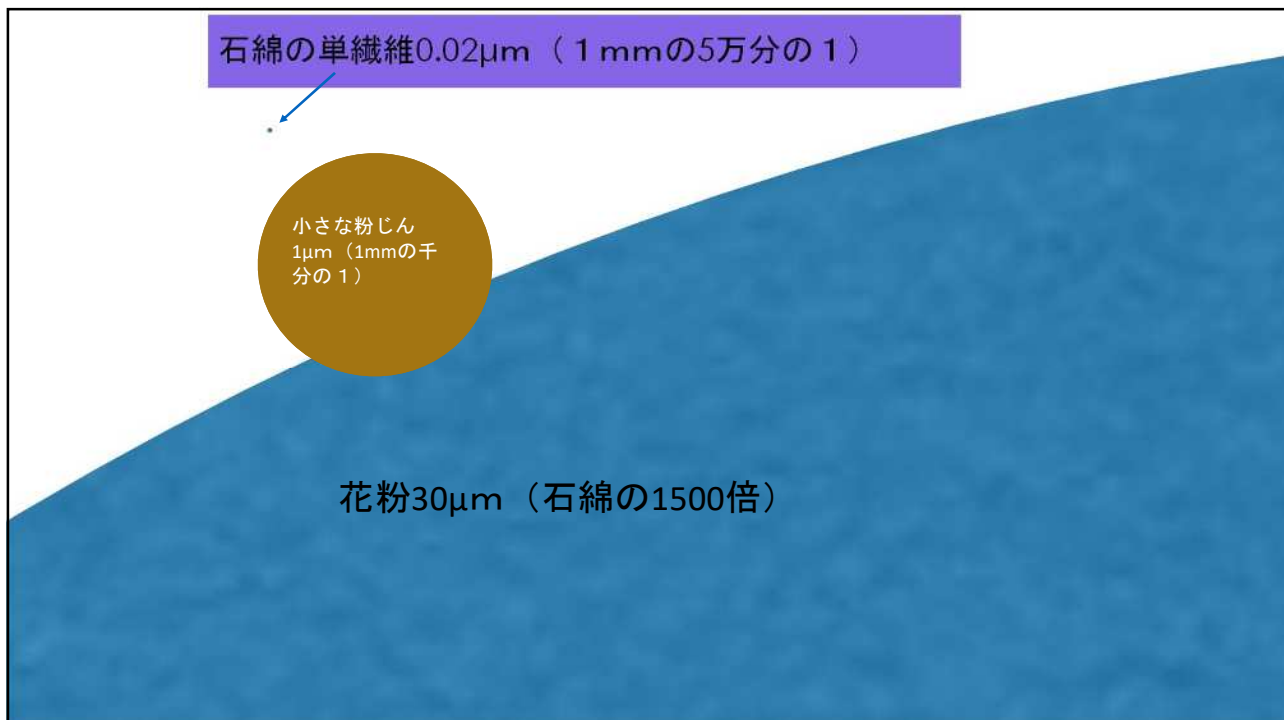 石綿の単繊維0.02μm（１ｍｍの5万分の１）
小さな粉じん
1μｍ（1mmの千
分の１）
花粉30μｍ（石綿の1500倍）